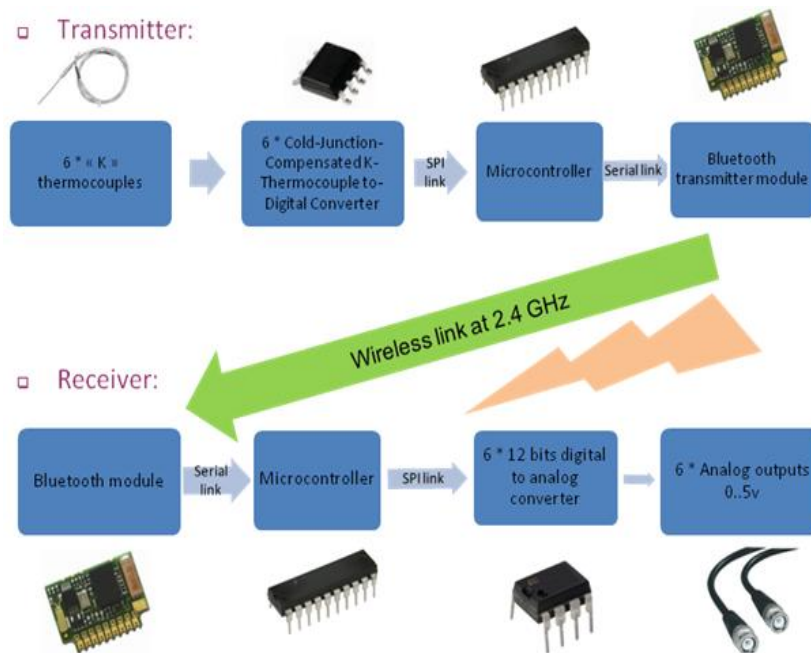 Transmitter:
6 * « K »
thermocouples
6 * Cold-Junction-
Compensated K-
Thermocouple to-
Digital Converter
SPI
link
Microcontroller
Serial link
Bluetooth
transmitter module
Wireless link at 2.4 GHz
Receiver:
Bluetooth module
Serial
link
Microcontroller
SPI link
6 * 12 bits digital
to analog
converter
6 * Analog outputs
0..5v